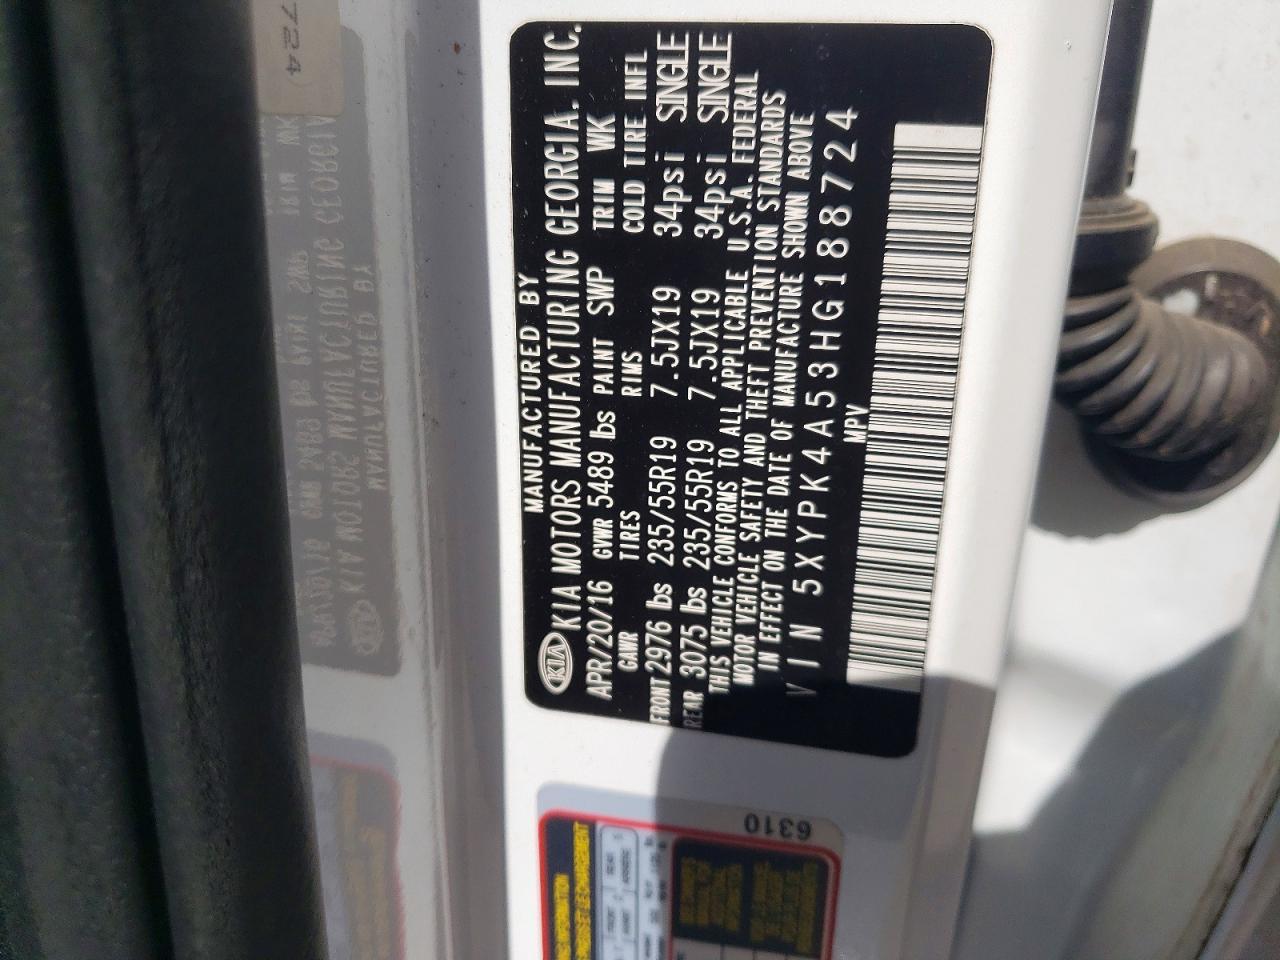 MANUFACTURED BY
KIA KIA MOTORS MANUFACTURING GEORGIA, INC.
APR/20/16 GVWR 5489 lbs PAINT SWP TRIM WK
GAWR TIRES RIMS COLD TIRE INFL
FRONT 2976 lbs 235/55R19 7.5JX19 34psi SINGLE
REAR 3075 lbs 235/55R19 7.5JX19 34psi SINGLE
THIS VEHICLE CONFORMS TO ALL APPLICABLE U.S.A. FEDERAL
MOTOR VEHICLE SAFETY AND THEFT PREVENTION STANDARDS
IN EFFECT ON THE DATE OF MANUFACTURE SHOWN ABOVE
VIN 5XYPK4A53HG188724
MPV
6310
724)